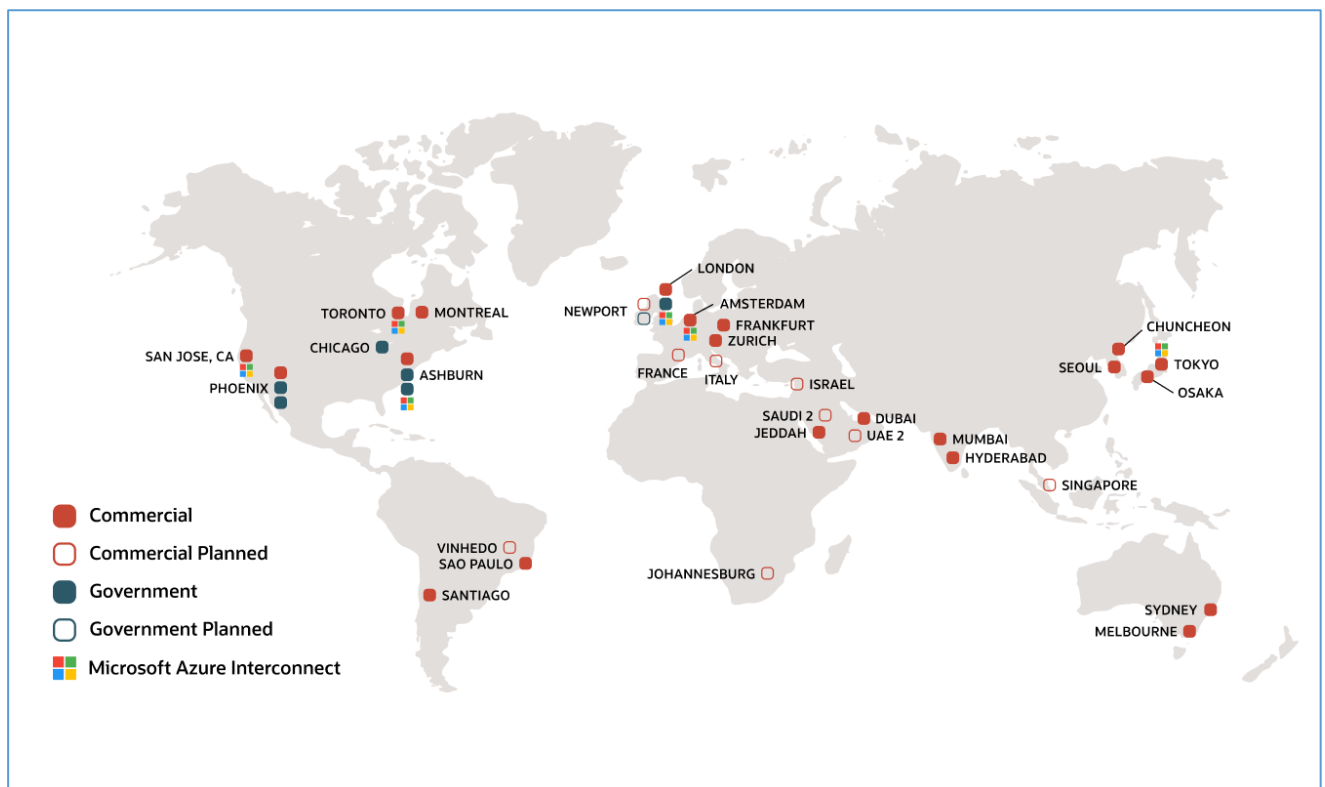 LONDON
NEWPORT
AMSTERDAM
TORONTO
MONTREAL
FRANKFURT
CHUNCHEON
ZURICH
CHICAGO
SAN JOSE, CA
ASHBURN
SEOUL
TOKYO
FRANCE
ITALY
PHOENIX
ISRAEL
OSAKA
SAUDI 2
DUBAI
JEDDAH
UAE 2
MUMBAI
HYDERABAD
SINGAPORE
Commercial
Commercial Planned
Government
Government Planned
Microsoft Azure Interconnect
VINHEDO
SAO PAULO
SANTIAGO
JOHANNESBURG
SYDNEY
MELBOURNE